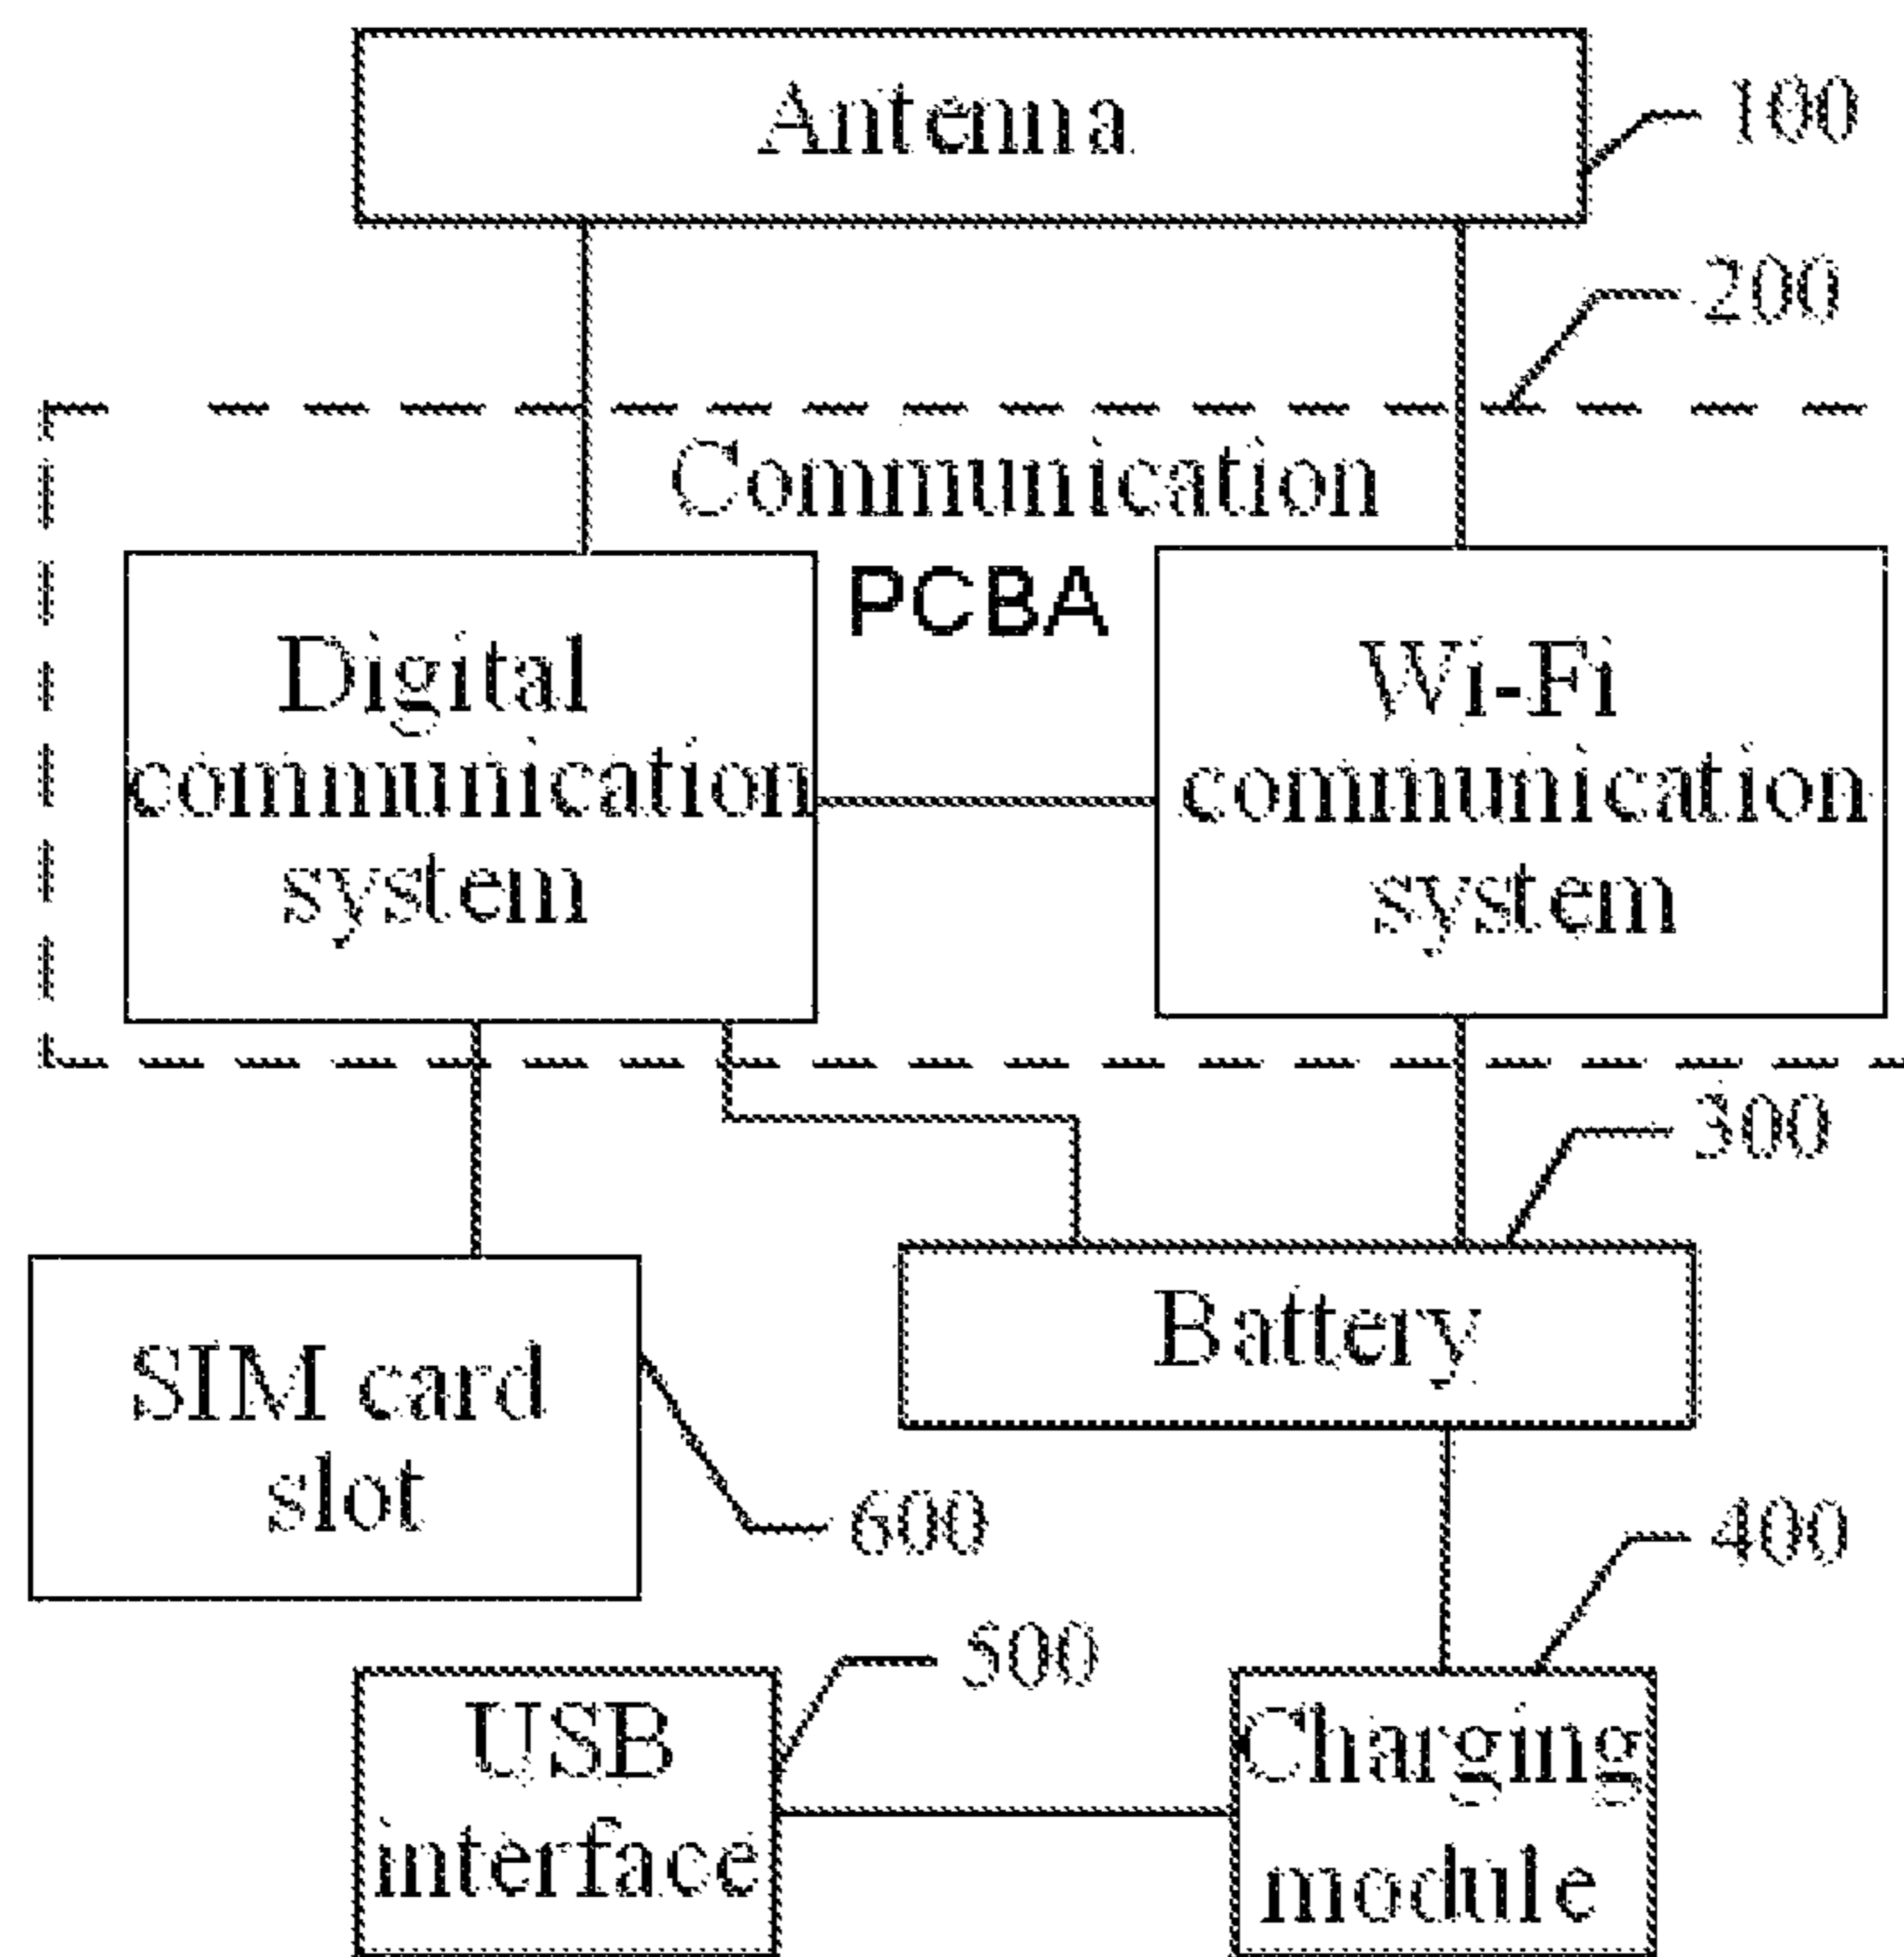 Antenna
100
200
Communication
PCBA
Digital
communication
system
Wi-Fi
communication
system
300
Battery
SIM card
slot
600
400
500
USB
interface
Charging
module